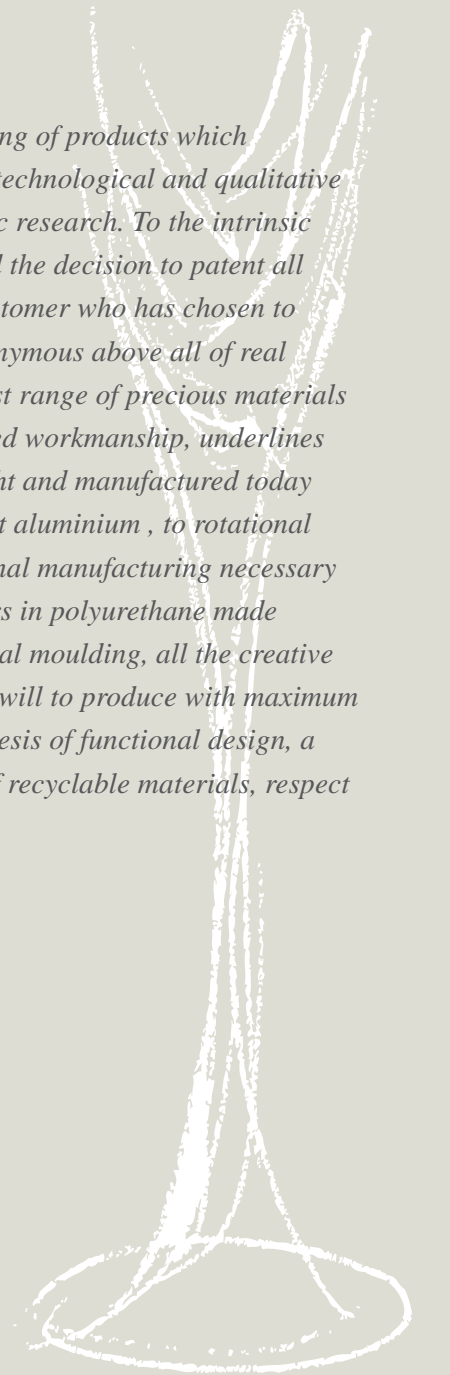 ng of products which
technological and qualitative
c research. To the intrinsic
the decision to patent all
tomer who has chosen to
nymous above all of real
st range of precious materials
ed workmanship, underlines
ht and manufactured today
t aluminium , to rotational
nal manufacturing necessary
rs in polyurethane made
al moulding, all the creative
will to produce with maximum
esis of functional design, a
f recyclable materials, respect